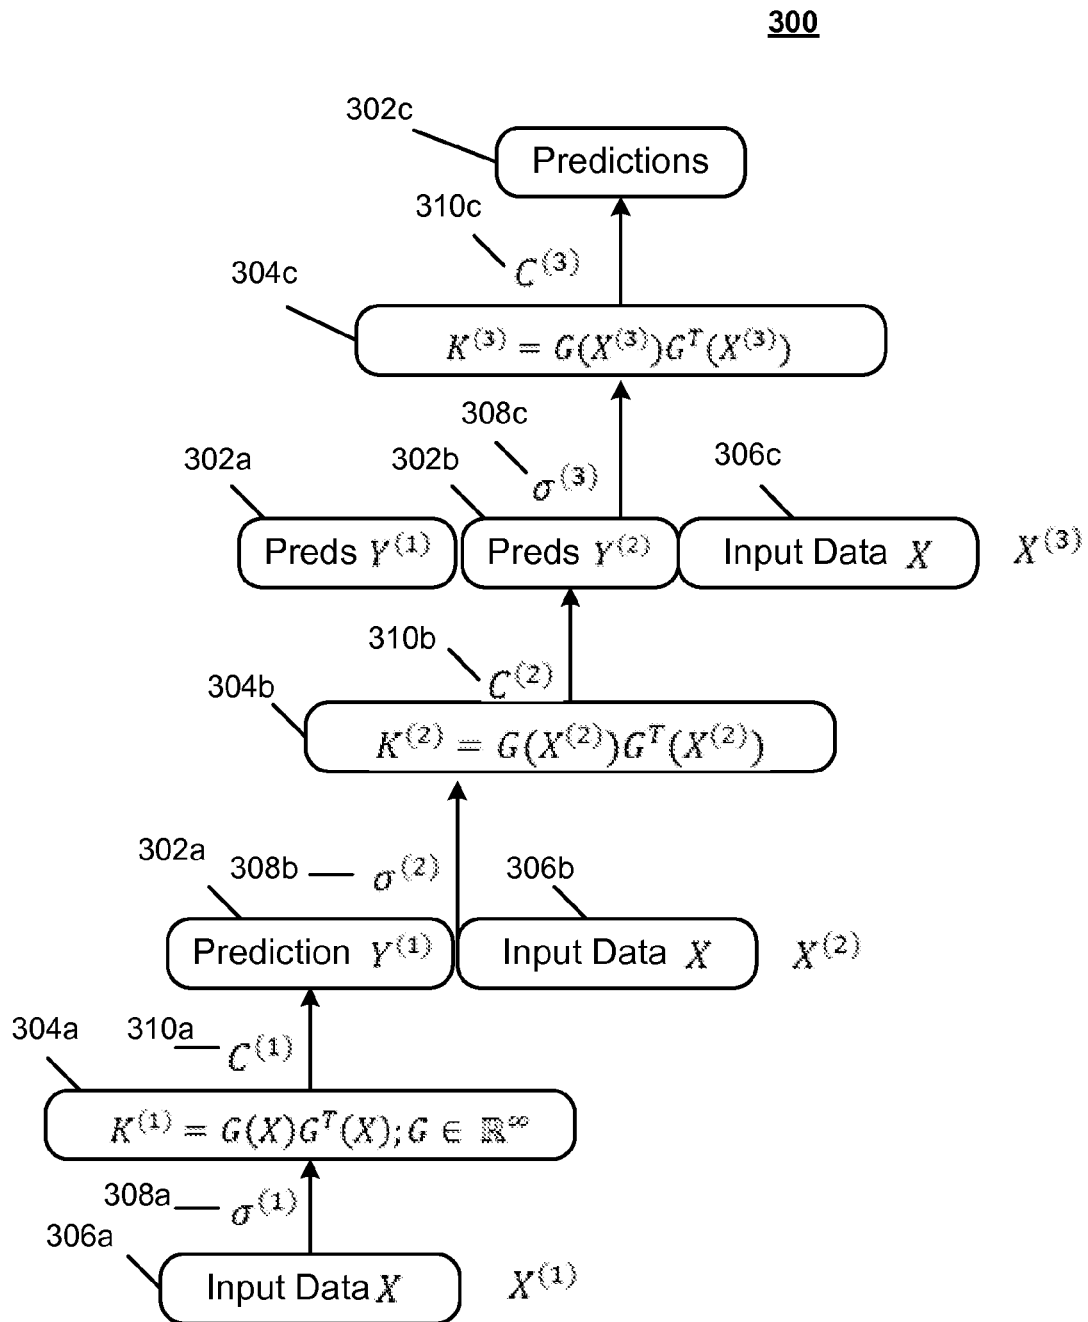 300
302c
Predictions
310c
C^(3)
304c
K^(3) = G(X^(3))G^T(X^(3))
308c
σ^(3)
302a
302b
306c
Preds Y^(1)
Preds Y^(2)
Input Data X
X^(3)
310b
C^(2)
304b
K^(2) = G(X^(2))G^T(X^(2))
302a
308b
σ^(2)
306b
Prediction Y^(1)
Input Data X
X^(2)
304a
310a
C^(1)
K^(1) = G(X)G^T(X); G ∈ ℝ^∞
308a
σ^(1)
306a
Input Data X
X^(1)